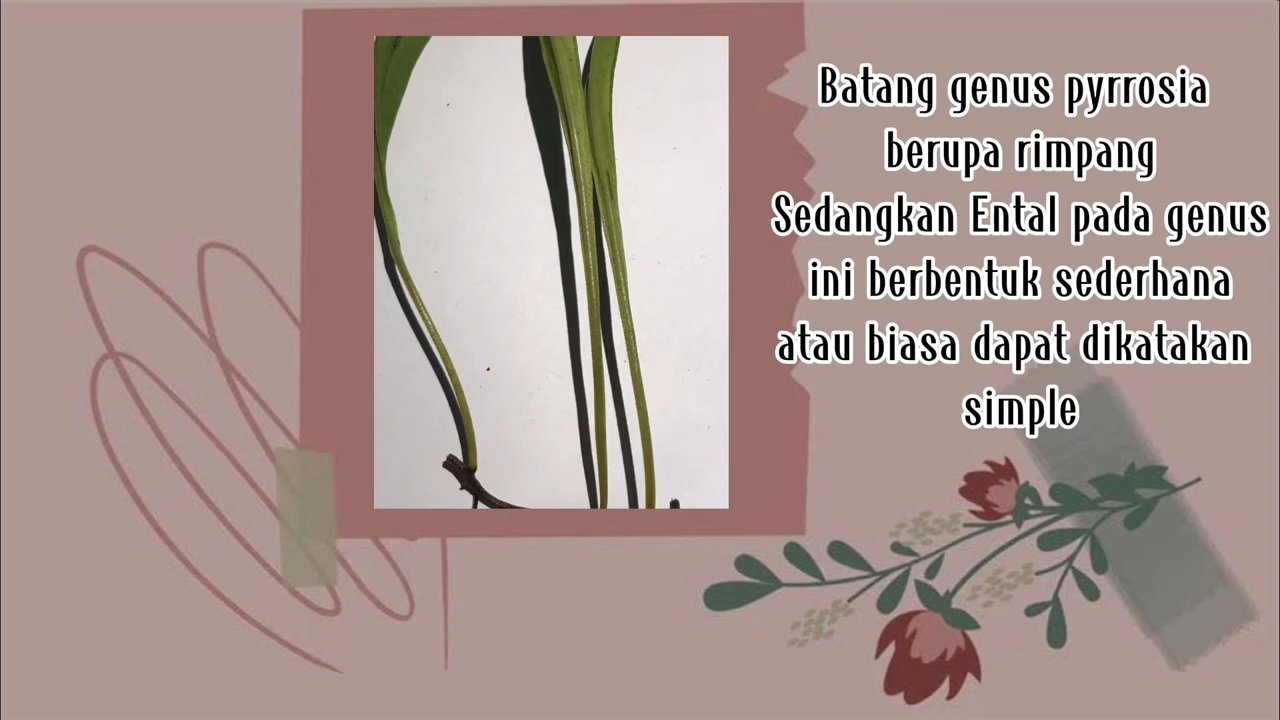 Batang genus pyrrosia
berupa rimpang
Sedangkan Ental pada genus
ini berbentuk sederhana
atau biasa dapat dikatakan
simple